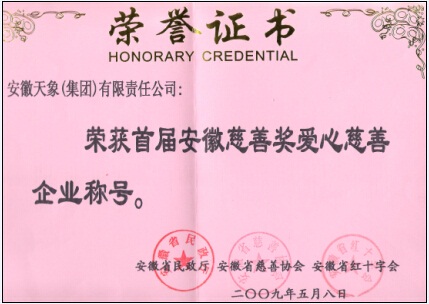 荣誉证书
HONORARY CREDENTIAL
安徽天象(集团)有限责任公司:
荣获首届安徽慈善奖爱心慈善
企业称号。
安徽省民政厅 安徽省慈善协会 安徽省红十字会
二〇〇九年五月八日